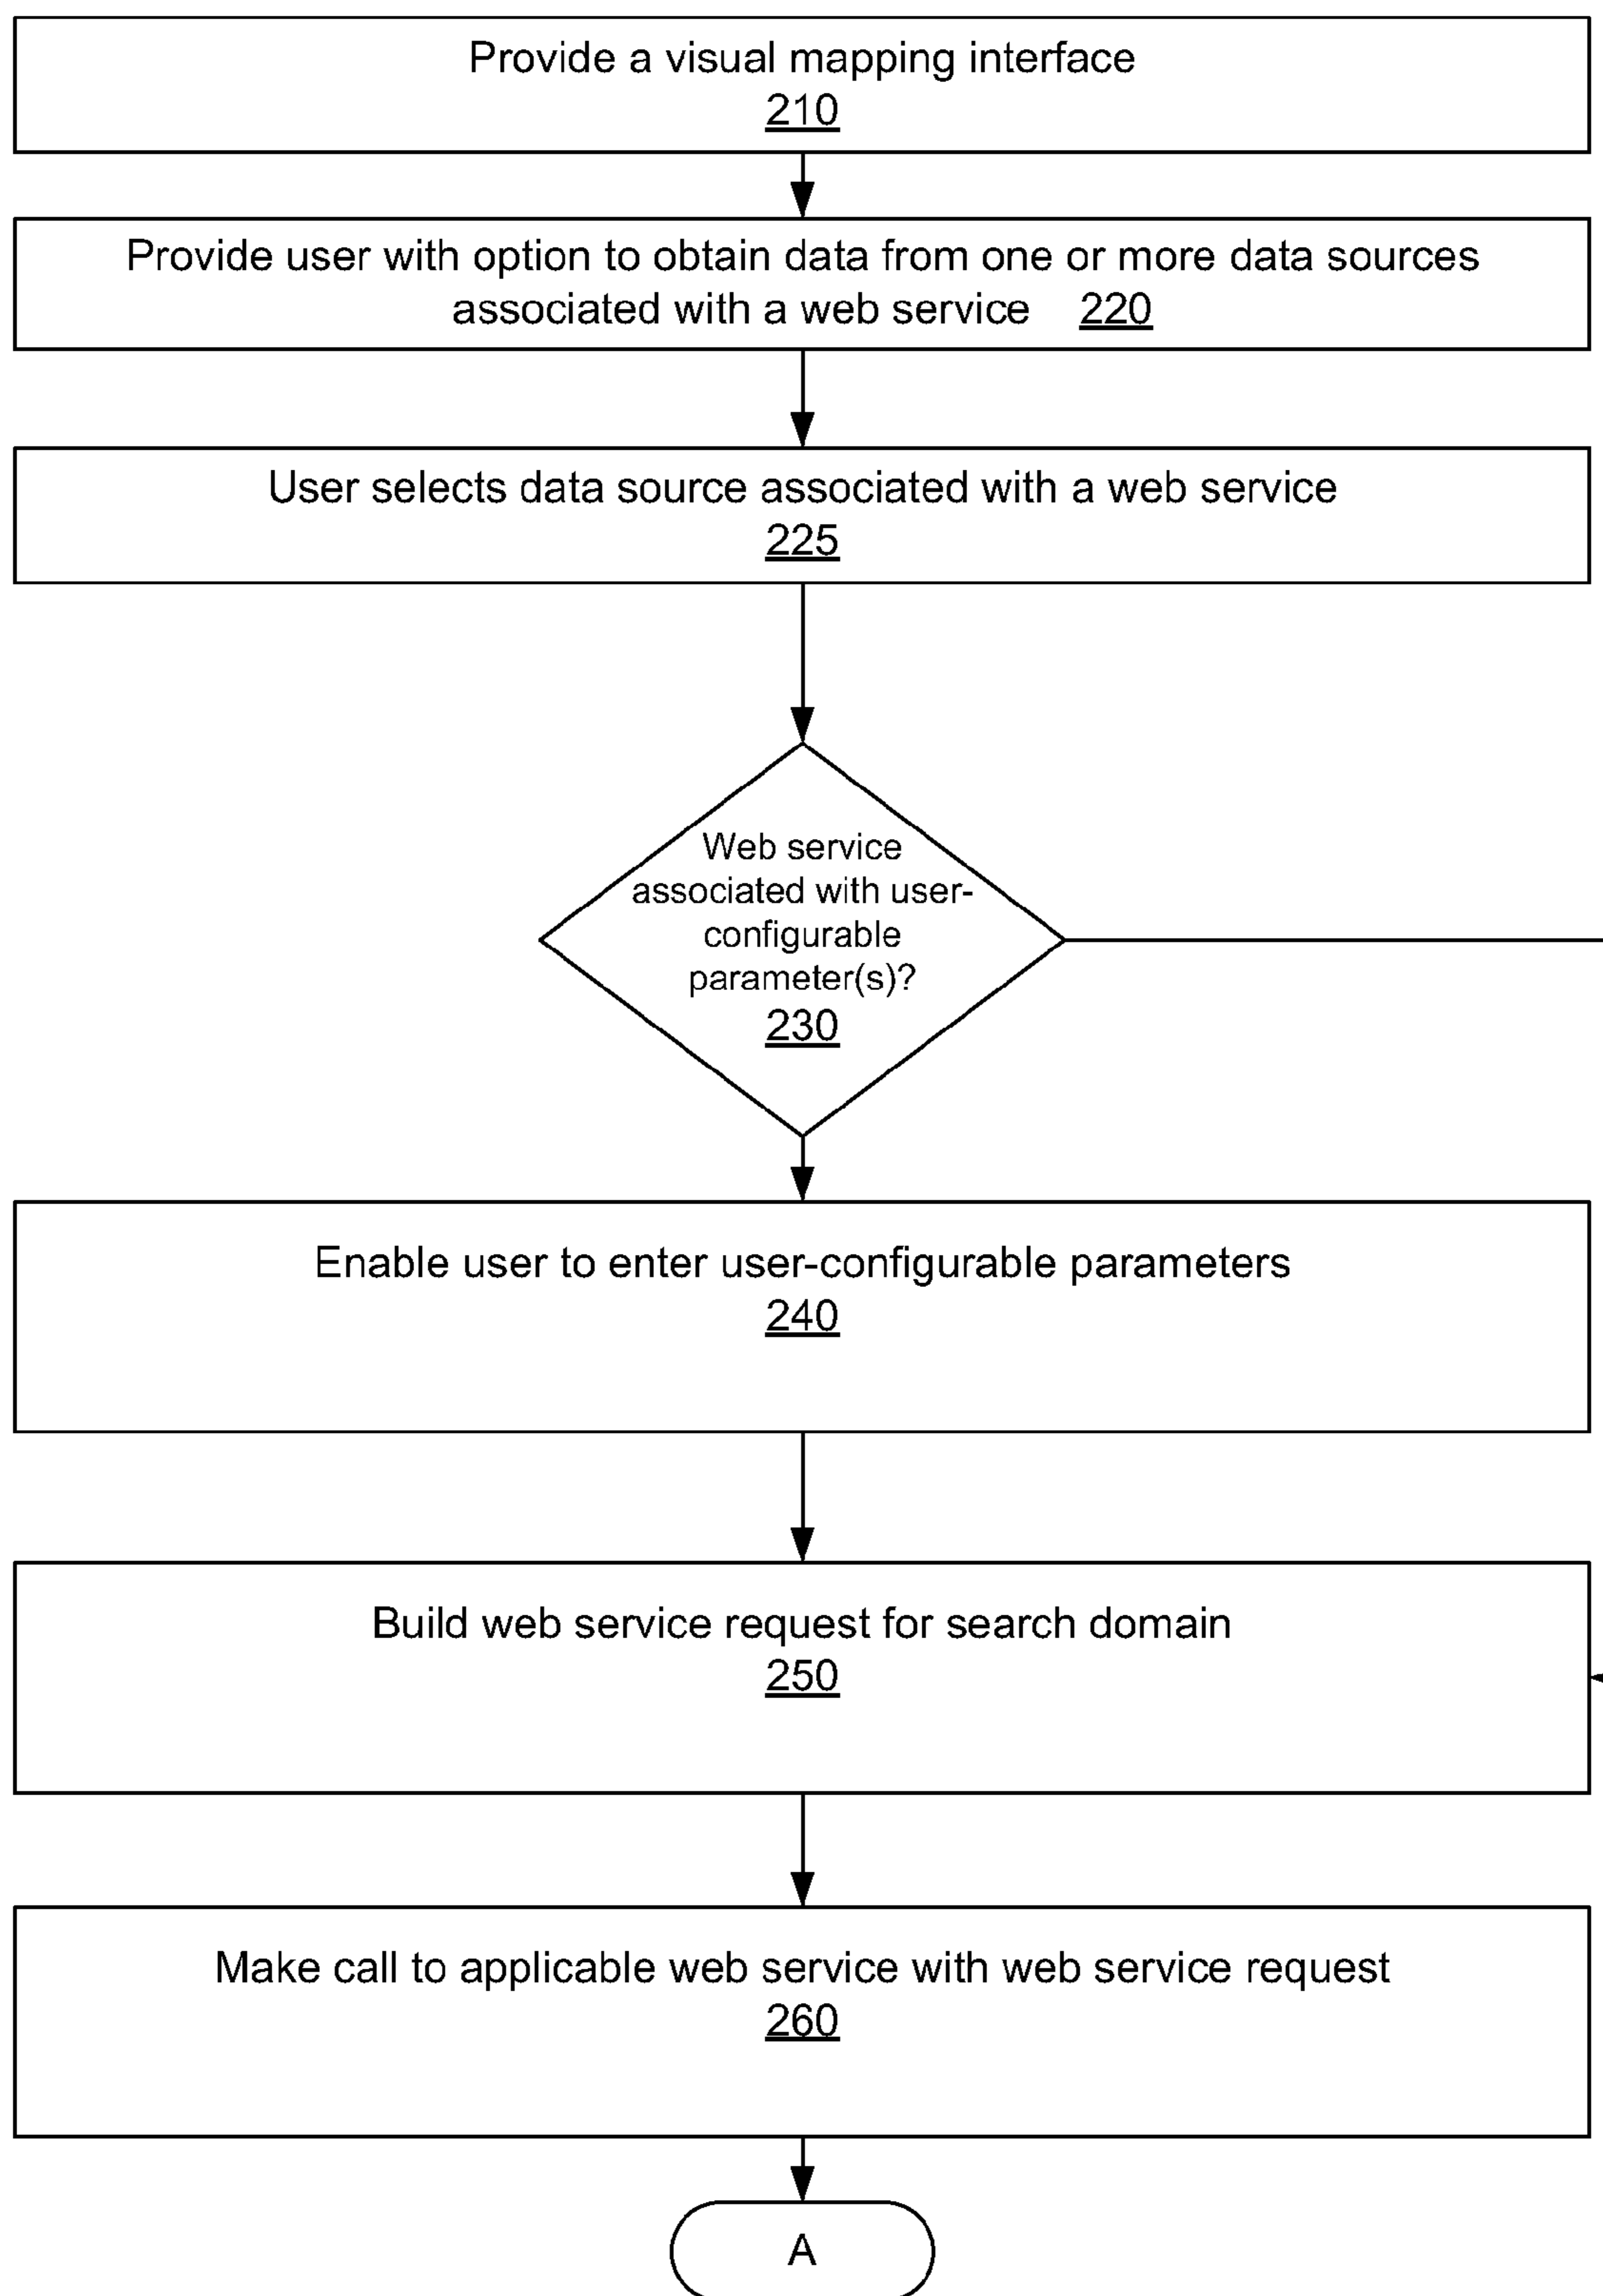 Provide a visual mapping interface
210
Provide user with option to obtain data from one or more data sources
associated with a web service 220
User selects data source associated with a web service
225
Web service
associated with user-
configurable
parameter(s)?
230
Enable user to enter user-configurable parameters
240
Build web service request for search domain
250
Make call to applicable web service with web service request
260
A